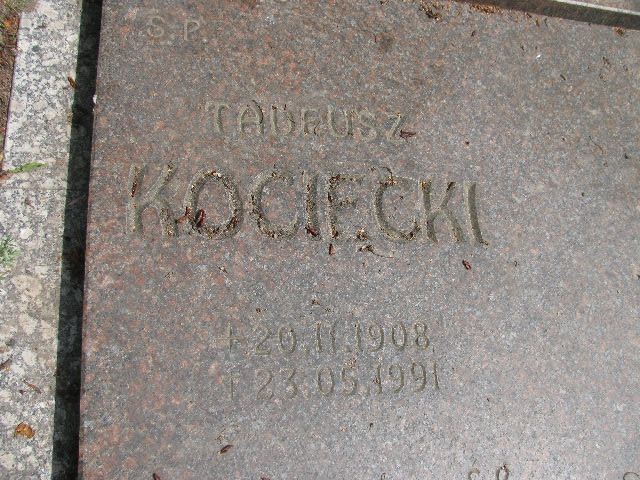 Ś.P.
TADEUSZ
KOCIECKI
+ 20.11.1908
† 23.05.1991
Ś.P.